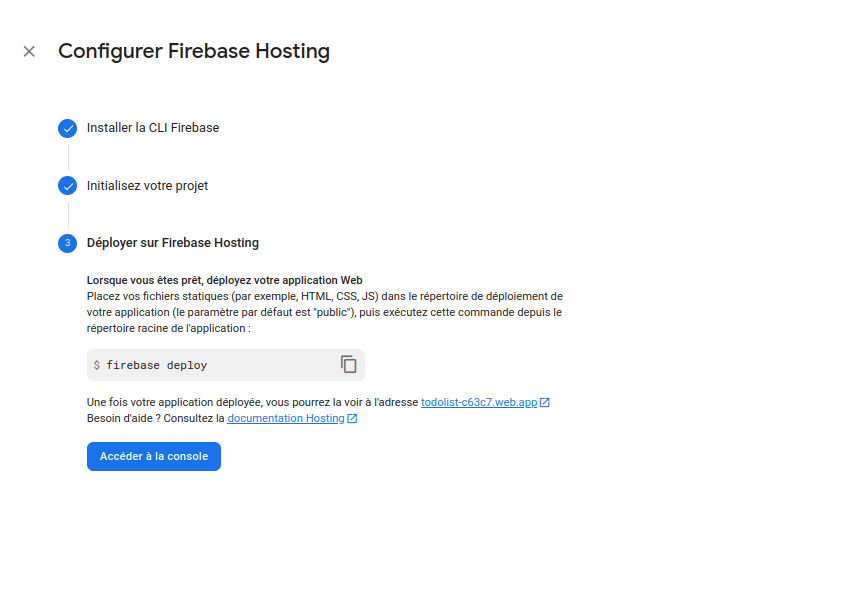 Configurer Firebase Hosting
Installer la CLI Firebase
Initialisez votre projet
3 Déployer sur Firebase Hosting
Lorsque vous êtes prêt, déployez votre application Web
Placez vos fichiers statiques (par exemple, HTML, CSS, JS) dans le répertoire de déploiement de
votre application (le paramètre par défaut est "public"), puis exécutez cette commande depuis le
répertoire racine de l'application :
$ firebase deploy
Une fois votre application déployée, vous pourrez la voir à l'adresse todolist-c63c7.web.app
Besoin d'aide ? Consultez la documentation Hosting
Accéder à la console